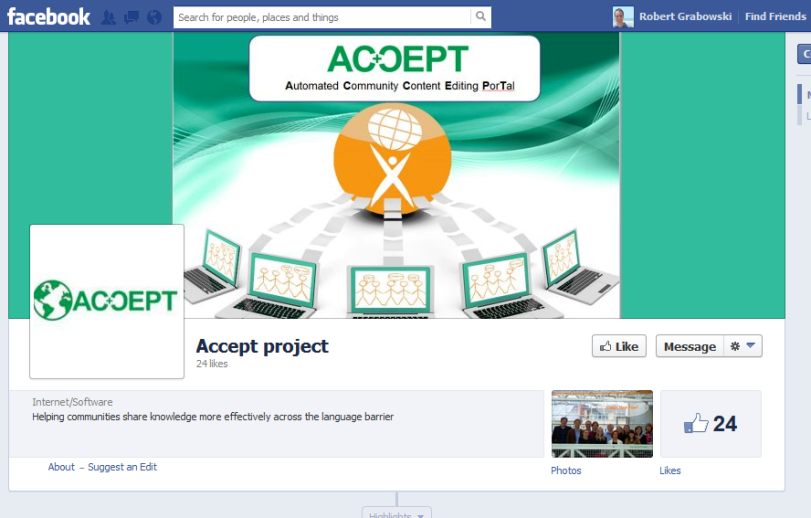 facebook
Search for people, places and things
Robert Grabowski
Find Friends
ACCEPT
Automated Community Content Editing PorTal
ACCEPT
Accept project
24 likes
Like
Message
Internet/Software
Helping communities share knowledge more effectively across the language barrier
24
About – Suggest an Edit
Photos
Likes
Highlights